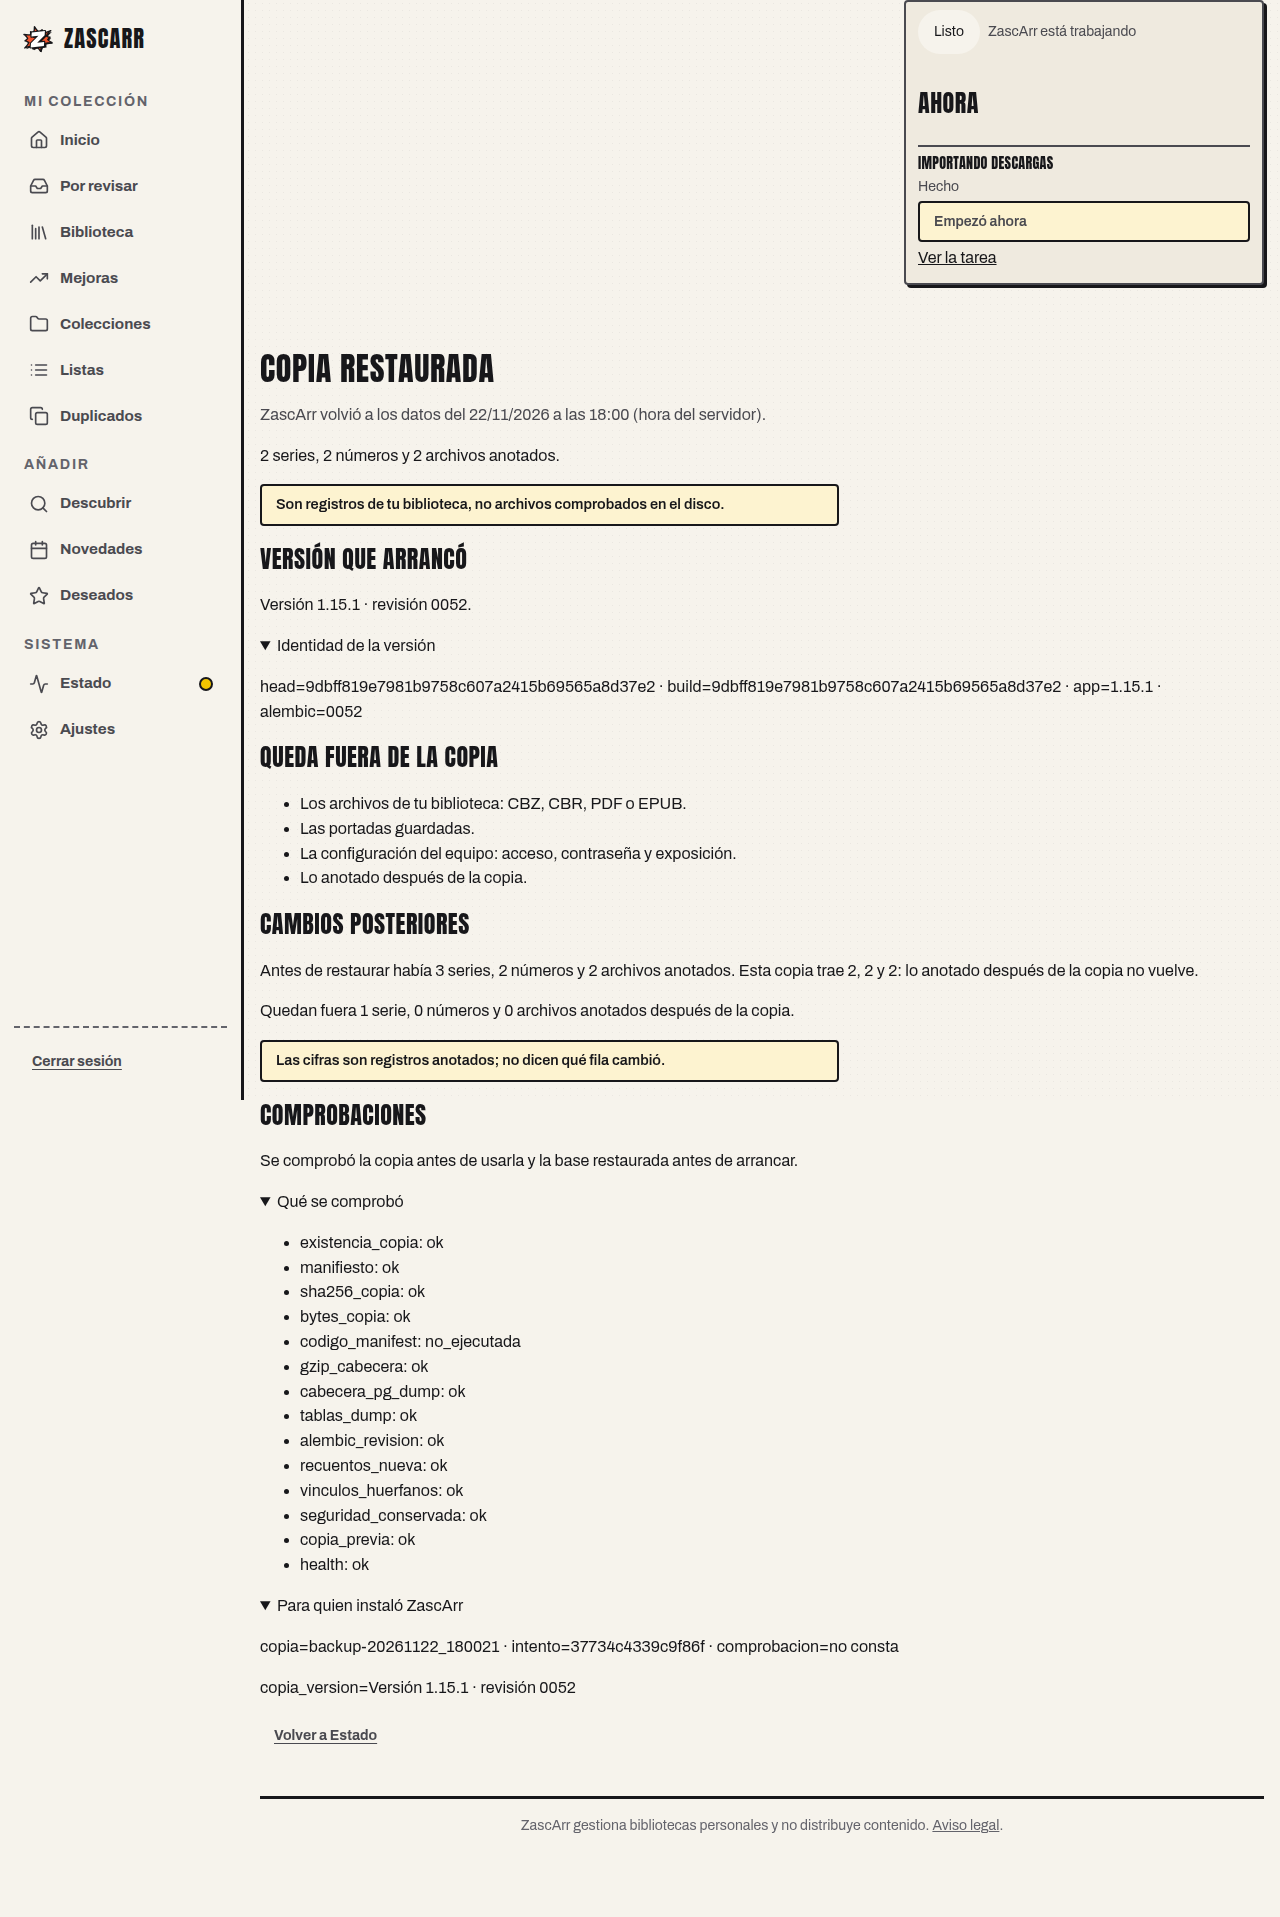 ZASCARR
MI COLECCIÓN
Inicio
Por revisar
Biblioteca
Mejoras
Colecciones
Listas
Duplicados
AÑADIR
Descubrir
Novedades
Deseados
SISTEMA
Estado
Ajustes
Cerrar sesión
Listo ZascArr está trabajando
AHORA
IMPORTANDO DESCARGAS
Hecho
Empezó ahora
Ver la tarea
COPIA RESTAURADA
ZascArr volvió a los datos del 22/11/2026 a las 18:00 (hora del servidor).
2 series, 2 números y 2 archivos anotados.
Son registros de tu biblioteca, no archivos comprobados en el disco.
VERSIÓN QUE ARRANCÓ
Versión 1.15.1 · revisión 0052.
▼ Identidad de la versión
head=9dbff819e7981b9758c607a2415b69565a8d37e2 · build=9dbff819e7981b9758c607a2415b69565a8d37e2 · app=1.15.1 ·
alembic=0052
QUEDA FUERA DE LA COPIA
• Los archivos de tu biblioteca: CBZ, CBR, PDF o EPUB.
• Las portadas guardadas.
• La configuración del equipo: acceso, contraseña y exposición.
• Lo anotado después de la copia.
CAMBIOS POSTERIORES
Antes de restaurar había 3 series, 2 números y 2 archivos anotados. Esta copia trae 2, 2 y 2: lo anotado después de la copia no vuelve.
Quedan fuera 1 serie, 0 números y 0 archivos anotados después de la copia.
Las cifras son registros anotados; no dicen qué fila cambió.
COMPROBACIONES
Se comprobó la copia antes de usarla y la base restaurada antes de arrancar.
▼ Qué se comprobó
• existencia_copia: ok
• manifiesto: ok
• sha256_copia: ok
• bytes_copia: ok
• codigo_manifest: no_ejecutada
• gzip_cabecera: ok
• cabecera_pg_dump: ok
• tablas_dump: ok
• alembic_revision: ok
• recuentos_nueva: ok
• vinculos_huerfanos: ok
• seguridad_conservada: ok
• copia_previa: ok
• health: ok
▼ Para quien instaló ZascArr
copia=backup-20261122_180021 · intento=37734c4339c9f86f · comprobacion=no consta
copia_version=Versión 1.15.1 · revisión 0052
Volver a Estado
ZascArr gestiona bibliotecas personales y no distribuye contenido. Aviso legal.